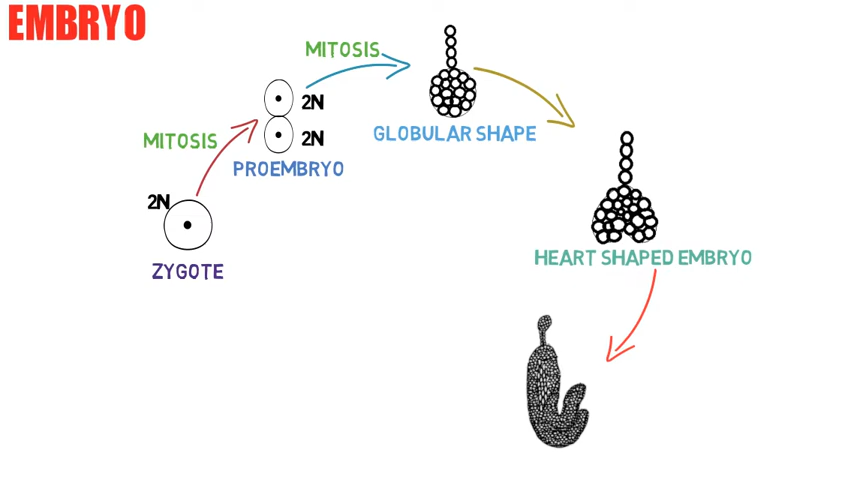 EMBRYO
MITOSIS
2N
2N
PROEMBRYO
MITOSIS
GLOBULAR SHAPE
2N
ZYGOTE
HEART SHAPED EMBRYO